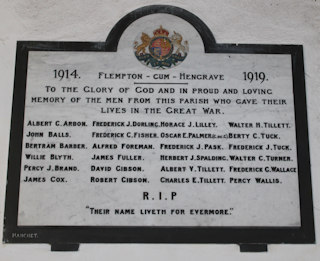 1914. FLEMPTON - CUM - HENGRAVE 1919.
TO THE GLORY OF GOD AND IN PROUD AND LOVING
MEMORY OF THE MEN FROM THIS PARISH WHO GAVE THEIR
LIVES IN THE GREAT WAR.
ALBERT C. ARBON. FREDERICK J. DORLING. HORACE J. LILLEY. WALTER H. TILLETT.
JOHN BALLS. FREDERICK C. FISHER. OSCAR E. PALMER. BERTY C. TUCK.
BERTRAM BARBER. ALFRED FOREMAN. FREDERICK J. PASK. FREDERICK J. TUCK.
WILLIE BLYTH. JAMES FULLER. HERBERT J. SPALDING. WALTER C. TURNER.
PERCY J. BRAND. DAVID GIBSON. ALBERT V. TILLETT. FREDERICK C. WALLACE
JAMES COX. ROBERT GIBSON. CHARLES E. TILLETT. PERCY WALLIS.
R.I.P
"THEIR NAME LIVETH FOR EVERMORE."
HANCHET.